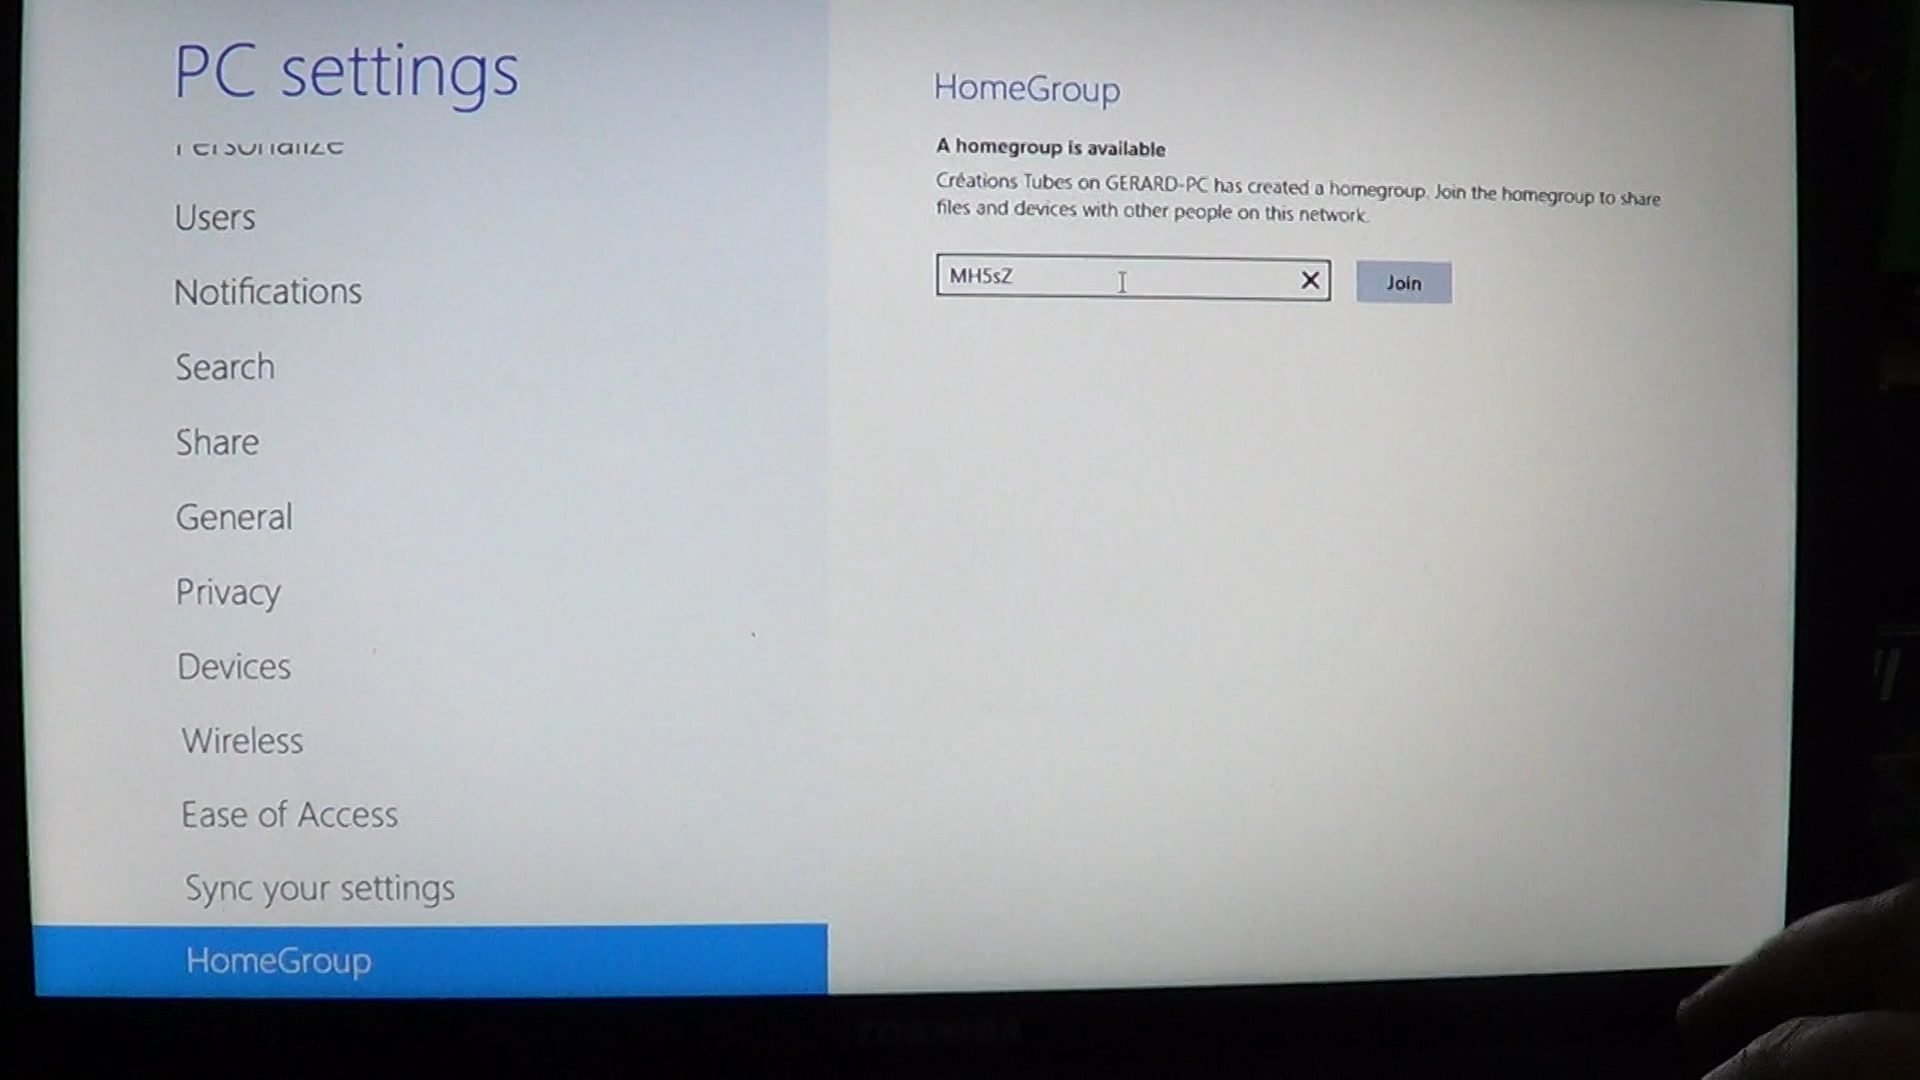 PC settings
Personalize
Users
Notifications
Search
Share
General
Privacy
Devices
Wireless
Ease of Access
Sync your settings
HomeGroup
HomeGroup
A homegroup is available
Créations Tubes on GERARD-PC has created a homegroup. Join the homegroup to share
files and devices with other people on this network.
MH5sZ
Join
TOSHIBA